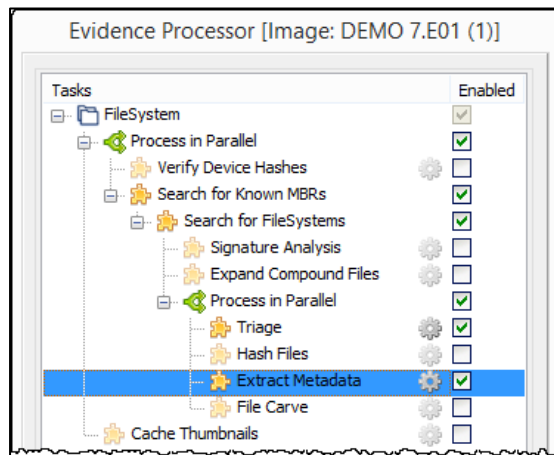 Evidence Processor [Image: DEMO 7.E01 (1)]
Tasks Enabled
FileSystem
Process in Parallel
Verify Device Hashes
Search for Known MBRs
Search for FileSystems
Signature Analysis
Expand Compound Files
Process in Parallel
Triage
Hash Files
Extract Metadata
File Carve
Cache Thumbnails